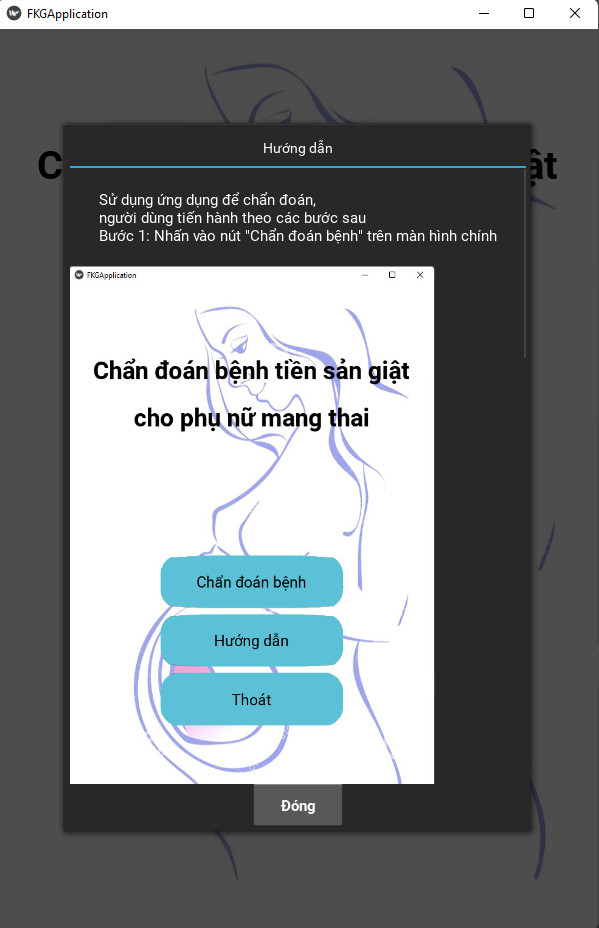 FKGApplication
C
ật
Hướng dẫn
Sử dụng ứng dụng để chẩn đoán,
người dùng tiến hành theo các bước sau
Bước 1: Nhấn vào nút "Chẩn đoán bệnh" trên màn hình chính
FKGApplication
Chẩn đoán bệnh tiền sản giật
cho phụ nữ mang thai
Chẩn đoán bệnh
Hướng dẫn
Thoát
Đóng